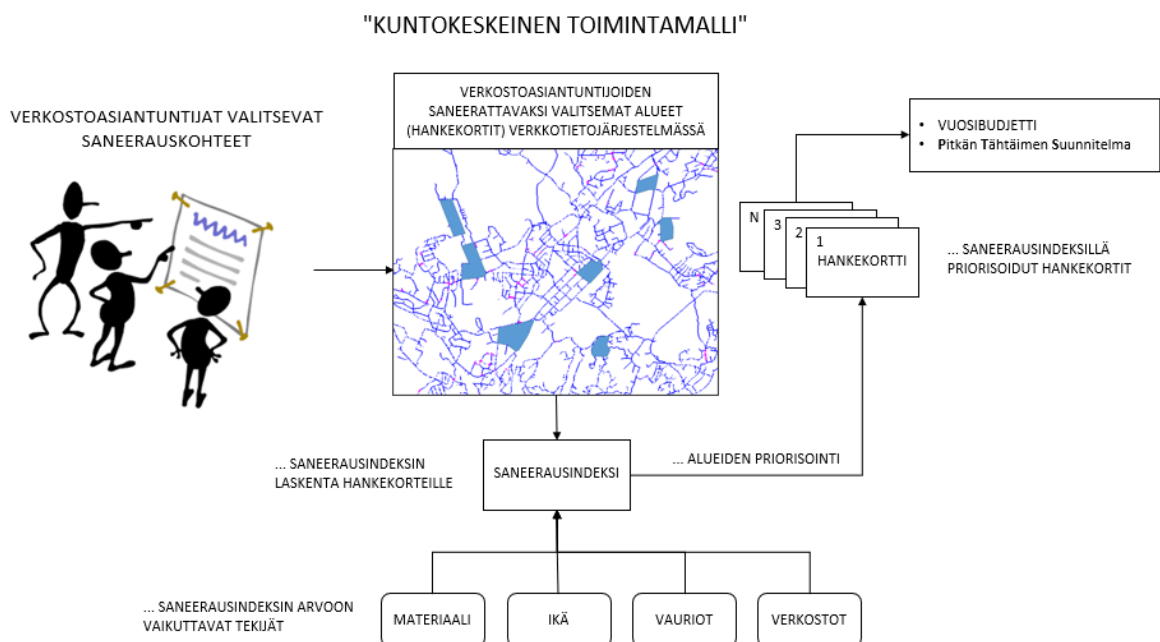 "KUNTOKESKEINEN TOIMINTAMALLI"
VERKOSTOASIANTUNTIJAT VALITSEVAT
SANEERAUSKOHTEET
VERKOSTOASIANTUNTIJOIDEN
SANEERATTAVAKSI VALITSEMAT ALUEET
(HANKEKORTIT) VERKKOTIETOJÄRJESTELMÄSSÄ
• VUOSIBUDJETTI
• Pitkän Tähtäimen Suunnitelma
N
3
2
1
HANKEKORTTI
... SANEERAUSINDEKSILLÄ
PRIORISOIDUT HANKEKORTIT
... SANEERAUSINDEKSIN
LASKENTA HANKEKORTEILLE
SANEERAUSINDEKSI
... ALUEIDEN PRIORISOINTI
... SANEERAUSINDEKSIN ARVOON
VAIKUTTAVAT TEKIJÄT
MATERIAALI
IKÄ
VAURIOT
VERKOSTOT